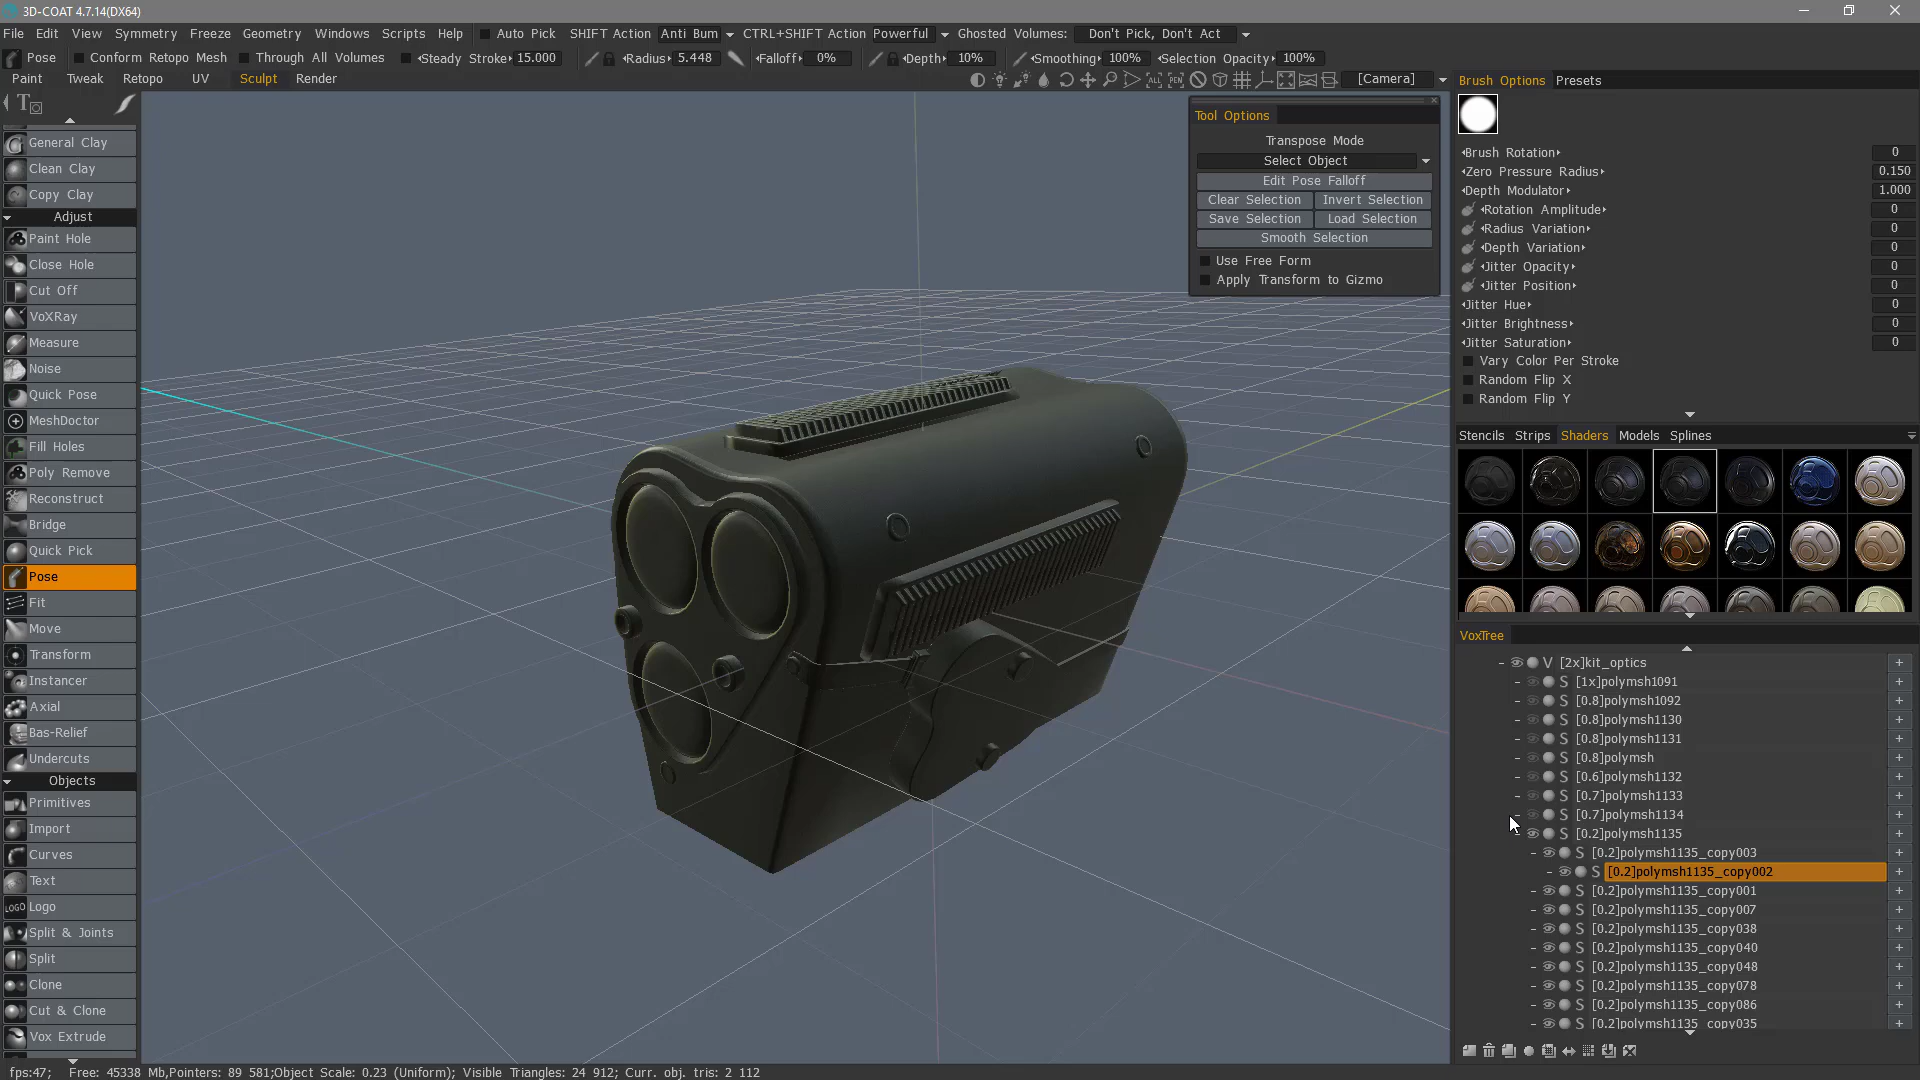 3D-COAT 4.7.14(DX64)
File Edit View Symmetry Freeze Geometry Windows Scripts Help Auto Pick SHIFT Action Anti Bum CTRL+SHIFT Action Powerful Ghosted Volumes: Don't Pick, Don't Act
Pose Conform Retopo Mesh Through All Volumes Steady Stroke 15.000 Radius 5.448 Falloff 0% Depth 10% Smoothing 100% Selection Opacity 100%
Paint Tweak Retopo UV Sculpt Render [Camera]
General Clay
Clean Clay
Copy Clay
Adjust
Paint Hole
Close Hole
Cut Off
VoXRay
Measure
Noise
Quick Pose
MeshDoctor
Fill Holes
Poly Remove
Reconstruct
Bridge
Quick Pick
Pose
Fit
Move
Transform
Instancer
Axial
Bas-Relief
Undercuts
Objects
Primitives
Import
Curves
Text
LOGO Logo
Split & Joints
Split
Clone
Cut & Clone
Vox Extrude
Tool Options
Transpose Mode
Select Object
Edit Pose Falloff
Clear Selection Invert Selection
Save Selection Load Selection
Smooth Selection
Use Free Form
Apply Transform to Gizmo
Brush Options Presets
Brush Rotation 0
Zero Pressure Radius 0.150
Depth Modulator 1.000
Rotation Amplitude 0
Radius Variation 0
Depth Variation 0
Jitter Opacity 0
Jitter Position 0
Jitter Hue 0
Jitter Brightness 0
Jitter Saturation 0
Vary Color Per Stroke
Random Flip X
Random Flip Y
Stencils Strips Shaders Models Splines
VoxTree
V [2x]kit_optics +
S [1x]polymsh1091 +
S [0.8]polymsh1092 +
S [0.8]polymsh1130 +
S [0.8]polymsh1131 +
S [0.8]polymsh +
S [0.6]polymsh1132 +
S [0.7]polymsh1133 +
S [0.7]polymsh1134 +
S [0.2]polymsh1135 +
S [0.2]polymsh1135_copy003 +
S [0.2]polymsh1135_copy002 +
S [0.2]polymsh1135_copy001 +
S [0.2]polymsh1135_copy007 +
S [0.2]polymsh1135_copy038 +
S [0.2]polymsh1135_copy040 +
S [0.2]polymsh1135_copy048 +
S [0.2]polymsh1135_copy078 +
S [0.2]polymsh1135_copy086 +
S [0.2]polymsh1135_copy035 +
fps:47; Free: 45338 Mb,Pointers: 89 581;Object Scale: 0.23 (Uniform); Visible Triangles: 24 912; Curr. obj. tris: 2 112